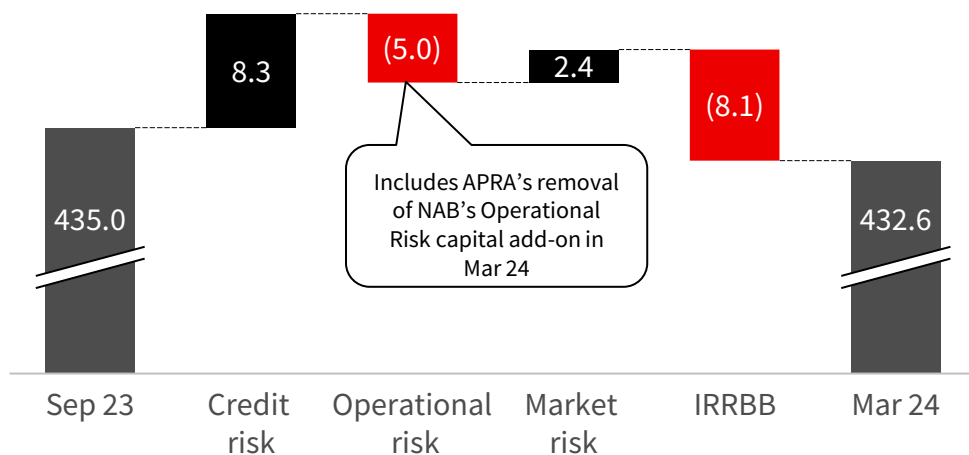 8.3
(5.0)
2.4
(8.1)
435.0
Includes APRA's removal
of NAB's Operational
Risk capital add-on in
Mar 24
432.6
Sep 23
Credit
risk
Operational
risk
Market
risk
IRRBB
Mar 24